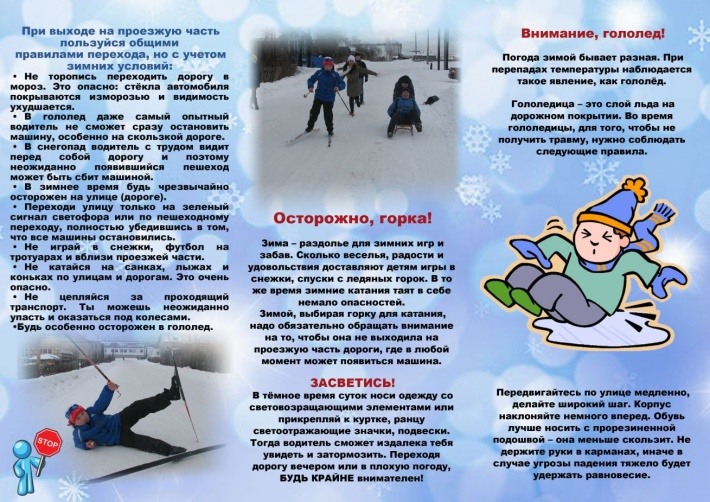 При выходе на проезжую часть
пользуйся общими
правилами перехода, но с учетом
зимних условий:
• Не торопись переходить дорогу в
мороз. Это опасно: стёкла автомобиля
покрываются изморозью и видимость
ухудшается.
• В гололед даже самый опытный
водитель не сможет сразу остановить
машину, особенно на скользкой дороге.
• В снегопад водитель с трудом видит
перед собой дорогу и поэтому
неожиданно появившийся пешеход
может быть сбит машиной.
• В зимнее время будь чрезвычайно
осторожен на улице (дороге).
• Переходи улицу только на зеленый
сигнал светофора или по пешеходному
переходу, полностью убедившись в том,
что все машины остановились.
• Не играй в снежки, футбол на
тротуарах и вблизи проезжей части.
• Не катайся на санках, лыжах и
коньках по улицам и дорогам. Это очень
опасно.
• Не цепляйся за проходящий
транспорт. Ты можешь неожиданно
упасть и оказаться под колесами.
•Будь особенно осторожен в гололед.
STOP
Осторожно, горка!
Зима – раздолье для зимних игр и
забав. Сколько веселья, радости и
удовольствия доставляют детям игры в
снежки, спуски с ледяных горок. В то
же время зимние катания таят в себе
немало опасностей.
Зимой, выбирая горку для катания,
надо обязательно обращать внимание
на то, чтобы она не выходила на
проезжую часть дороги, где в любой
момент может появиться машина.
ЗАСВЕТИСЬ!
В тёмное время суток носи одежду со
световозвращающими элементами или
прикрепляй к куртке, ранцу
светоотражающие значки, подвески.
Тогда водитель сможет издалека тебя
увидеть и затормозить. Переходя
дорогу вечером или в плохую погоду,
БУДЬ КРАЙНЕ внимателен!
Внимание, гололед!
Погода зимой бывает разная. При
перепадах температуры наблюдается
такое явление, как гололёд.
Гололедица – это слой льда на
дорожном покрытии. Во время
гололедицы, для того, чтобы не
получить травму, нужно соблюдать
следующие правила.
Передвигайтесь по улице медленно,
делайте широкий шаг. Корпус
наклоняйте немного вперед. Обувь
лучше носить с прорезиненной
подошвой – она меньше скользит. Не
держите руки в карманах, иначе в
случае угрозы падения тяжело будет
удержать равновесие.